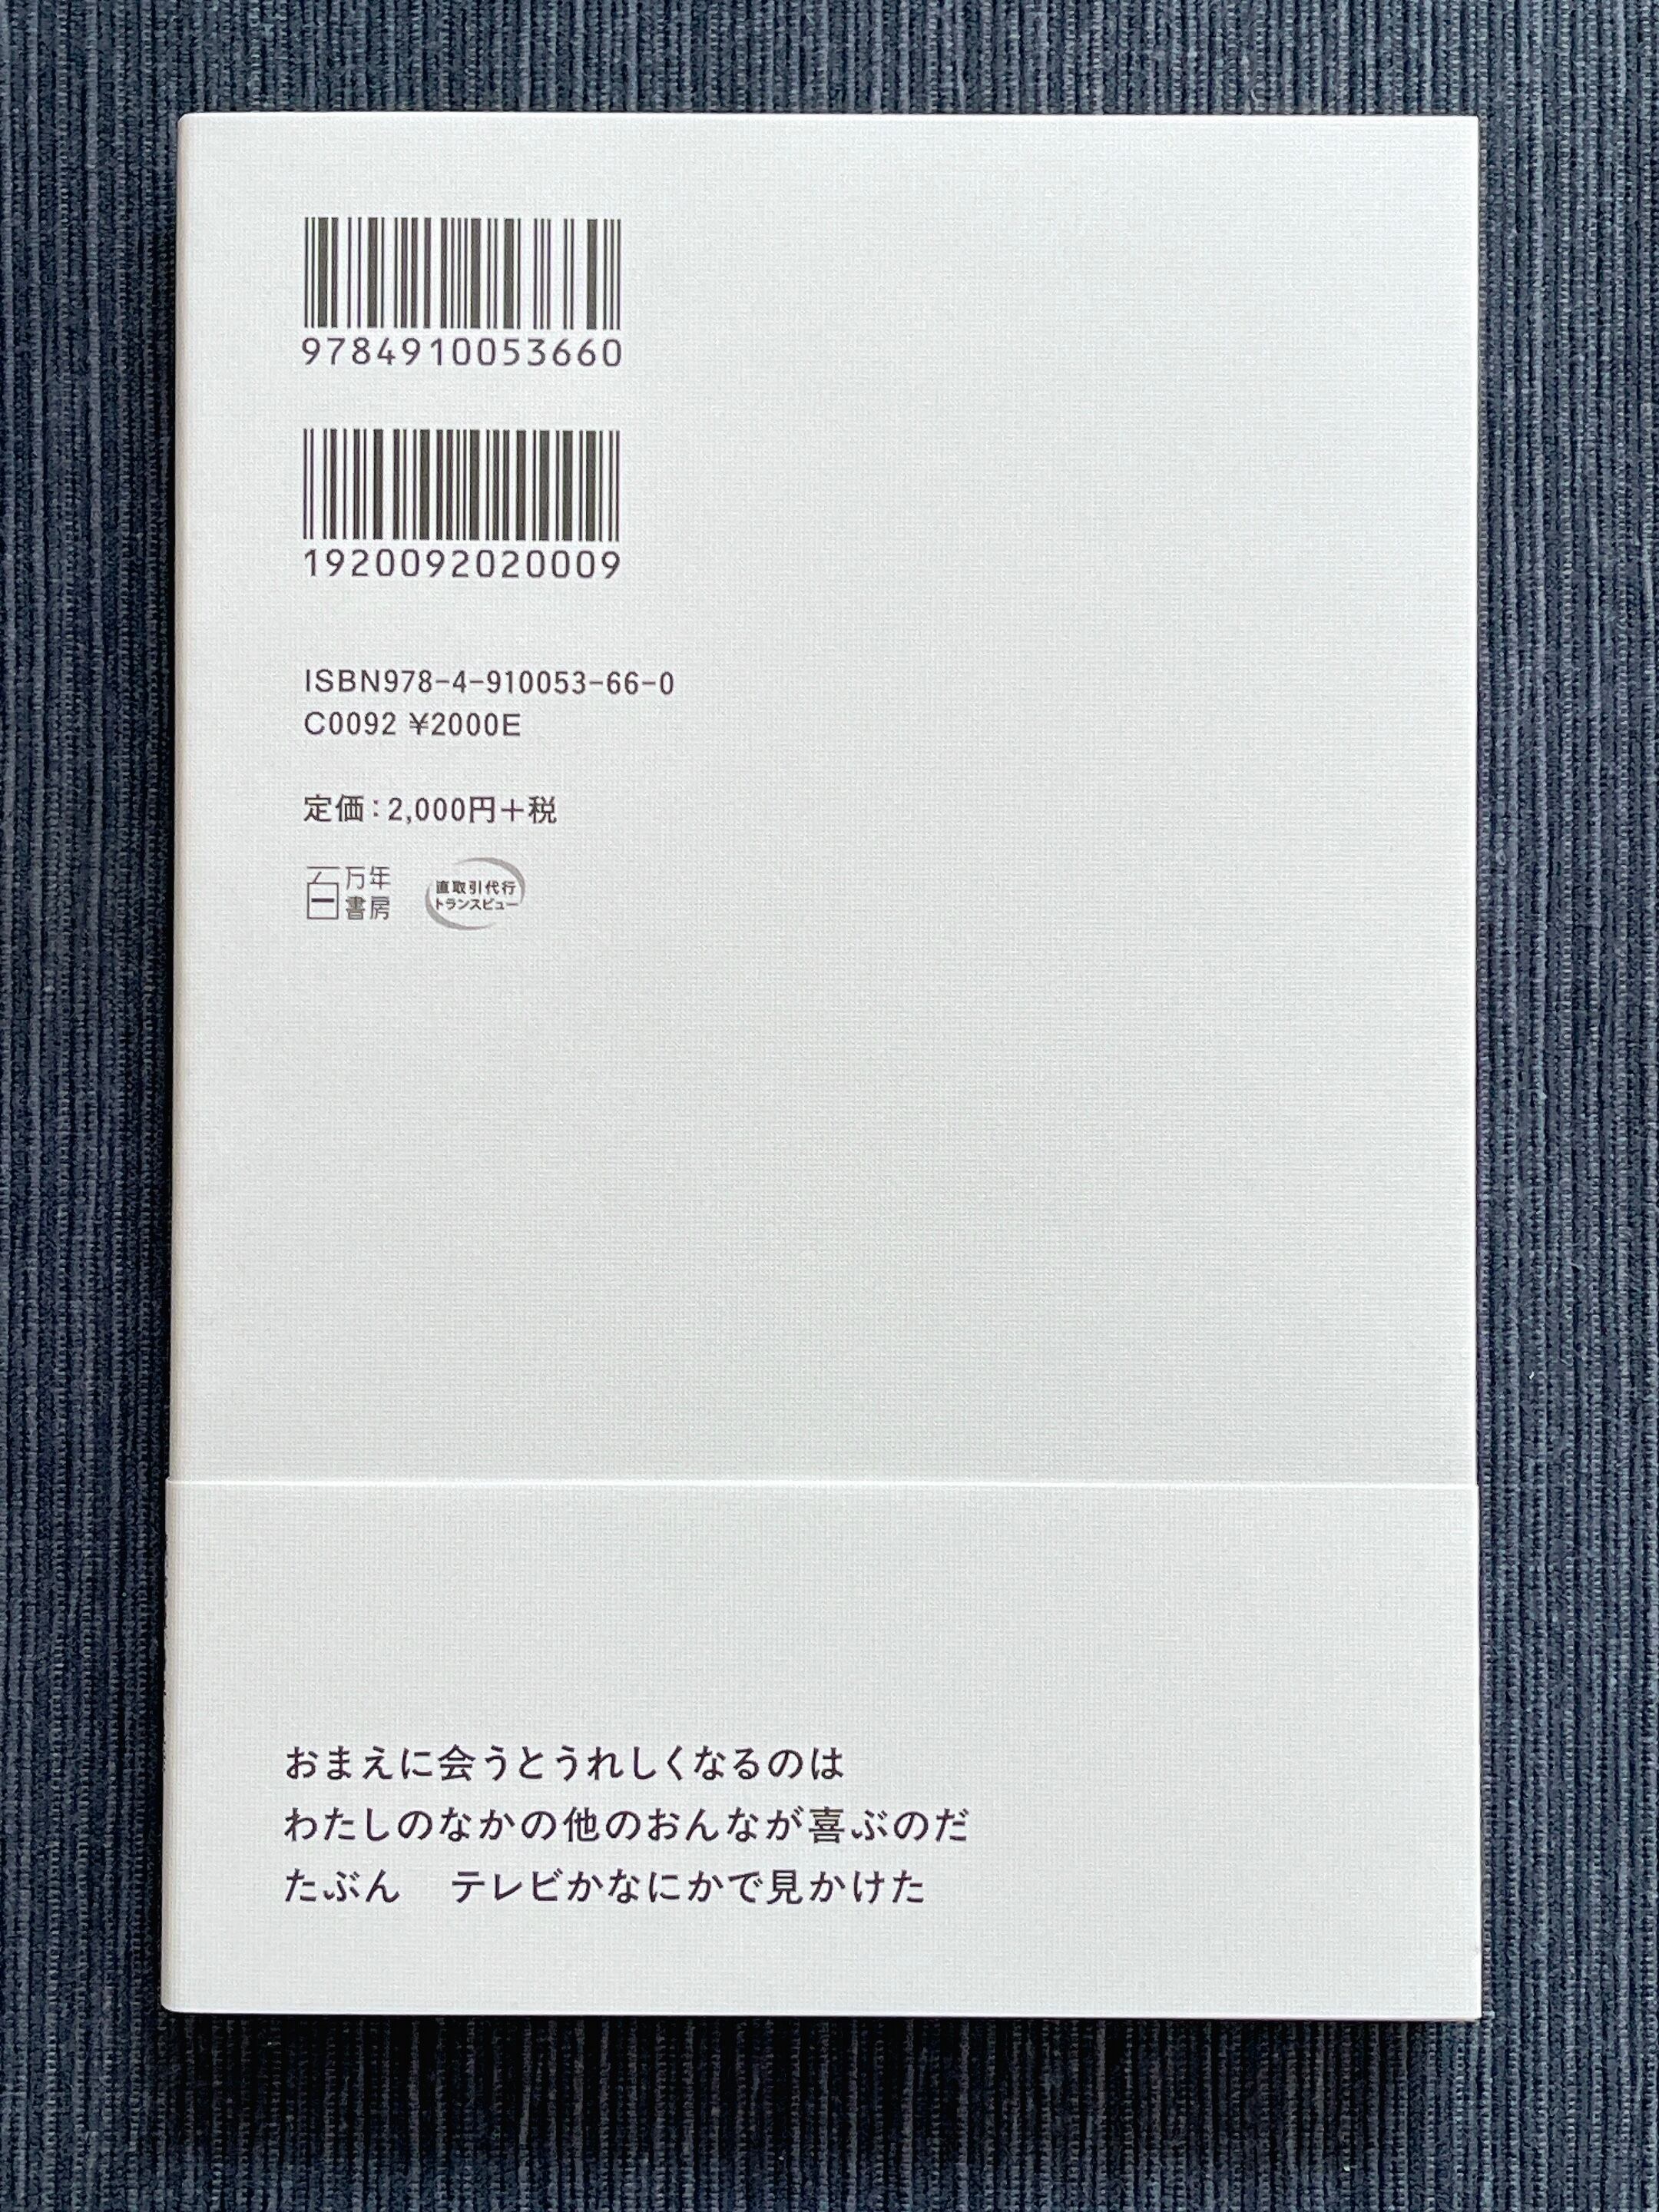 9784910053660
1920092020009
ISBN978-4-910053-66-0
C0092 ¥2000E
定価：2,000円＋税
百万年書房
直取引代行
トランスビュー
おまえに会うとうれしくなるのは
わたしのなかの他のおんなが喜ぶのだ
たぶん　テレビかなにかで見かけた